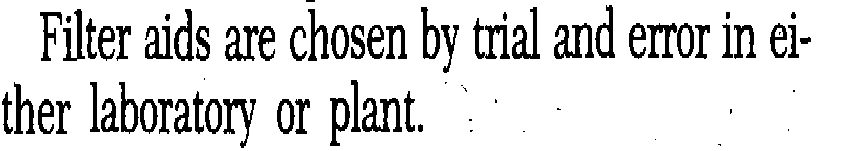 Filter aids are chosen by trial and error in ei-
ther laboratory or plant.